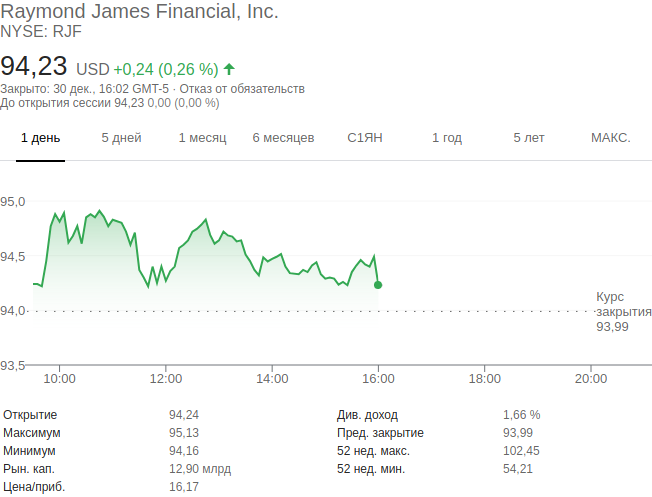 Raymond James Financial, Inc.
NYSE: RJF
94,23 USD +0,24 (0,26 %)
Закрыто: 30 дек., 16:02 GMT-5 · Отказ от обязательств
До открытия сессии 94,23 0,00 (0,00 %)
1 день 5 дней 1 месяц 6 месяцев С1ЯН 1 год 5 лет МАКС.
95,0
94,5
94,0
93,5
Курс
закрытия
93,99
10:00 12:00 14:00 16:00 18:00 20:00
Открытие 94,24 Див. доход 1,66 %
Максимум 95,13 Пред. закрытие 93,99
Минимум 94,16 52 нед. макс. 102,45
Рын. кап. 12,90 млрд 52 нед. мин. 54,21
Цена/приб. 16,17